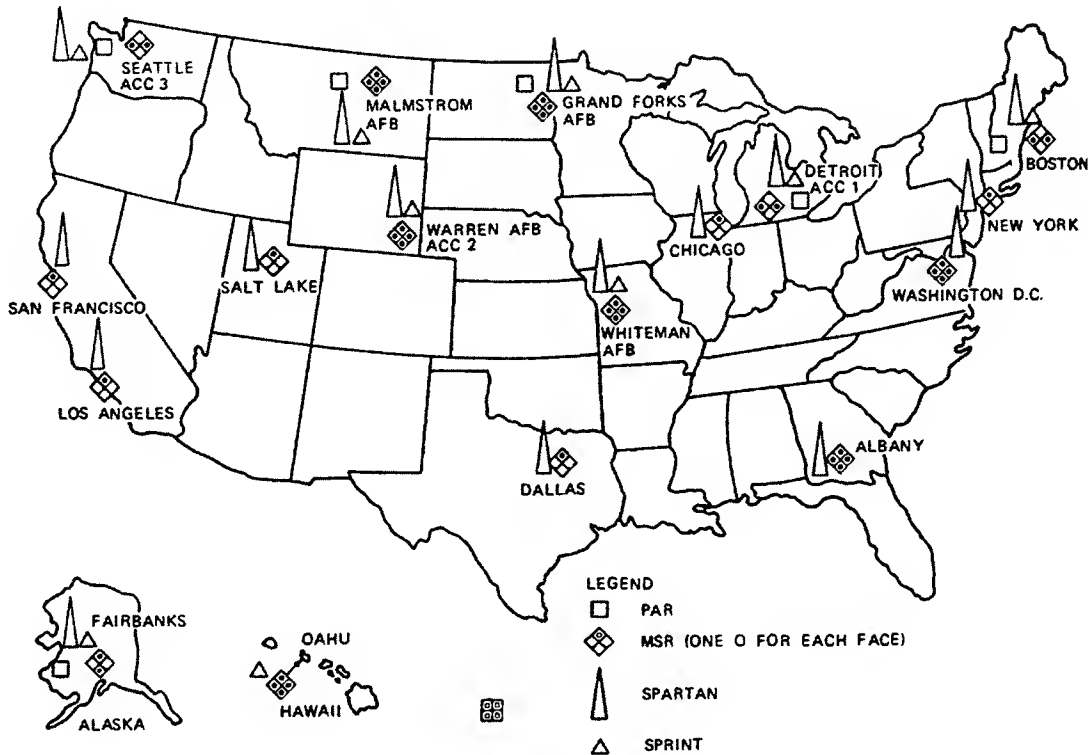 SEATTLE
ACC 3
MALMSTROM
AFB
GRAND FORKS
AFB
DETROIT
ACC 1
BOSTON
NEW YORK
WARREN AFB
ACC 2
CHICAGO
SALT LAKE
WASHINGTON D.C.
SAN FRANCISCO
WHITEMAN
AFB
LOS ANGELES
ALBANY
DALLAS
FAIRBANKS
ALASKA
OAHU
HAWAII
LEGEND
PAR
MSR (ONE O FOR EACH FACE)
SPARTAN
SPRINT